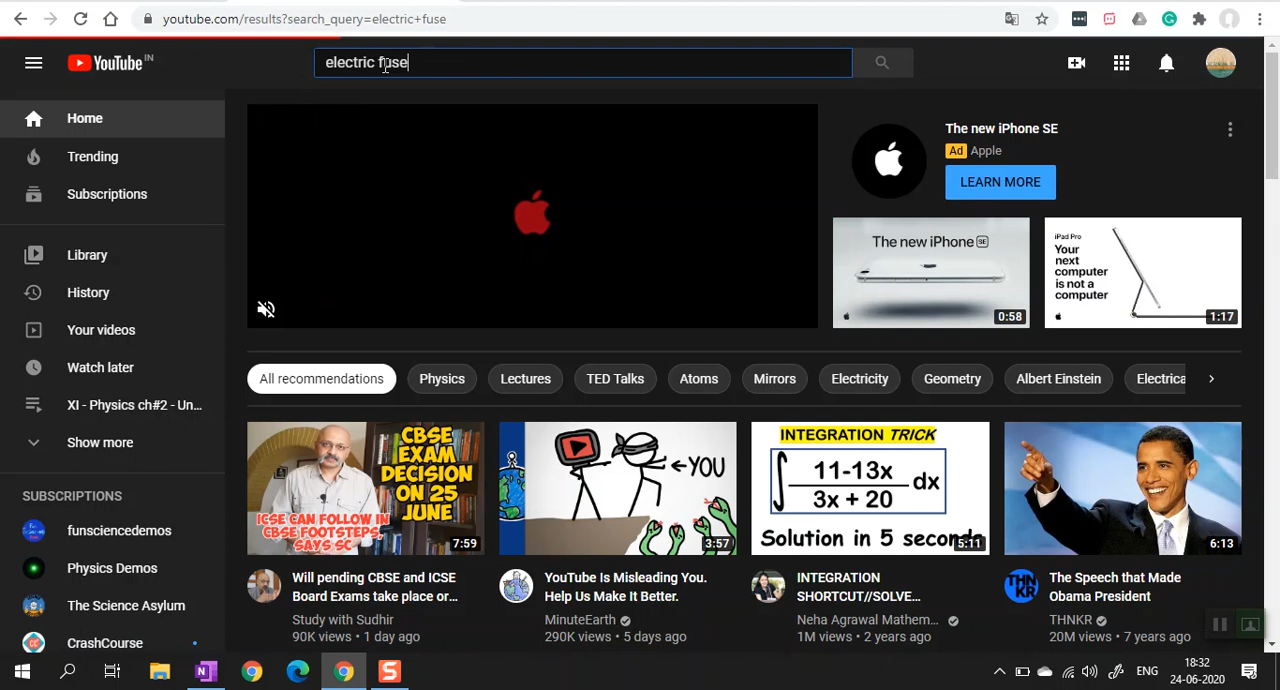 youtube.com/results?search_query=electric+fuse
YouTube IN
electric fuse
Home
Trending
Subscriptions
Library
History
Your videos
Watch later
XI - Physics ch#2 - Un...
Show more
SUBSCRIPTIONS
funsciencedemos
Physics Demos
The Science Asylum
CrashCourse
The new iPhone SE
Ad Apple
LEARN MORE
The new iPhone SE
0:58
iPad Pro
Your
next
computer
is not a
computer
1:17
All recommendations
Physics
Lectures
TED Talks
Atoms
Mirrors
Electricity
Geometry
Albert Einstein
Electrica
CBSE
EXAM
DECISION
ON 25
JUNE
ICSE CAN FOLLOW IN
CBSE FOOTSTEPS,
SAYS SC
7:59
Will pending CBSE and ICSE
Board Exams take place or...
Study with Sudhir
90K views • 1 day ago
←YOU
3:57
YouTube Is Misleading You.
Help Us Make It Better.
MinuteEarth
290K views • 5 days ago
INTEGRATION TRICK
∫ 11-13x / 3x + 20 dx
Solution in 5 seconds
5:11
INTEGRATION
SHORTCUT//SOLVE...
Neha Agrawal Mathem...
1M views • 2 years ago
6:13
THNKR
The Speech that Made
Obama President
THNKR
20M views • 7 years ago
ENG
18:32
24-06-2020